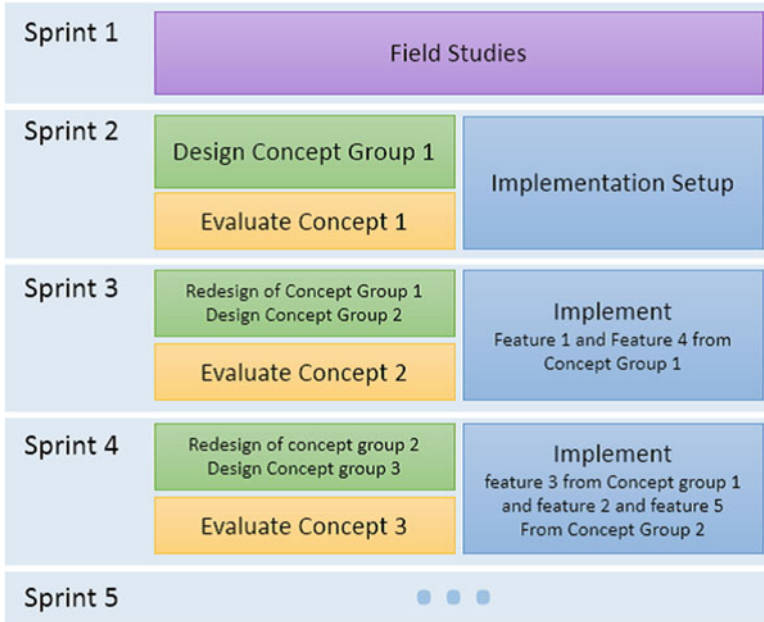 Sprint 1
Field Studies
Sprint 2
Design Concept Group 1
Evaluate Concept 1
Implementation Setup
Sprint 3
Redesign of Concept Group 1
Design Concept Group 2
Evaluate Concept 2
Implement
Feature 1 and Feature 4 from
Concept Group 1
Sprint 4
Redesign of concept group 2
Design Concept group 3
Evaluate Concept 3
Implement
feature 3 from Concept group 1
and feature 2 and feature 5
From Concept Group 2
Sprint 5